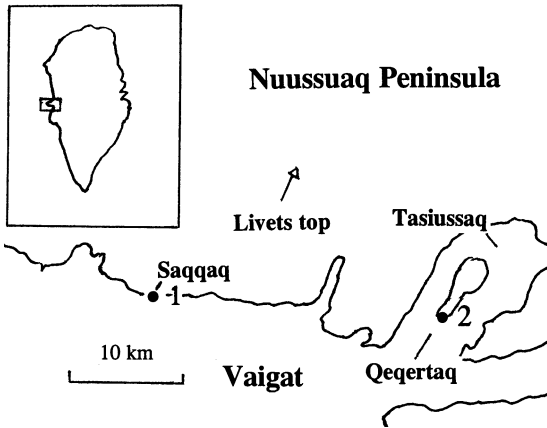 Nuussuaq Peninsula
Livets top
Tasiussaq
Saqqaq
1
2
10 km
Vaigat
Qeqertaq